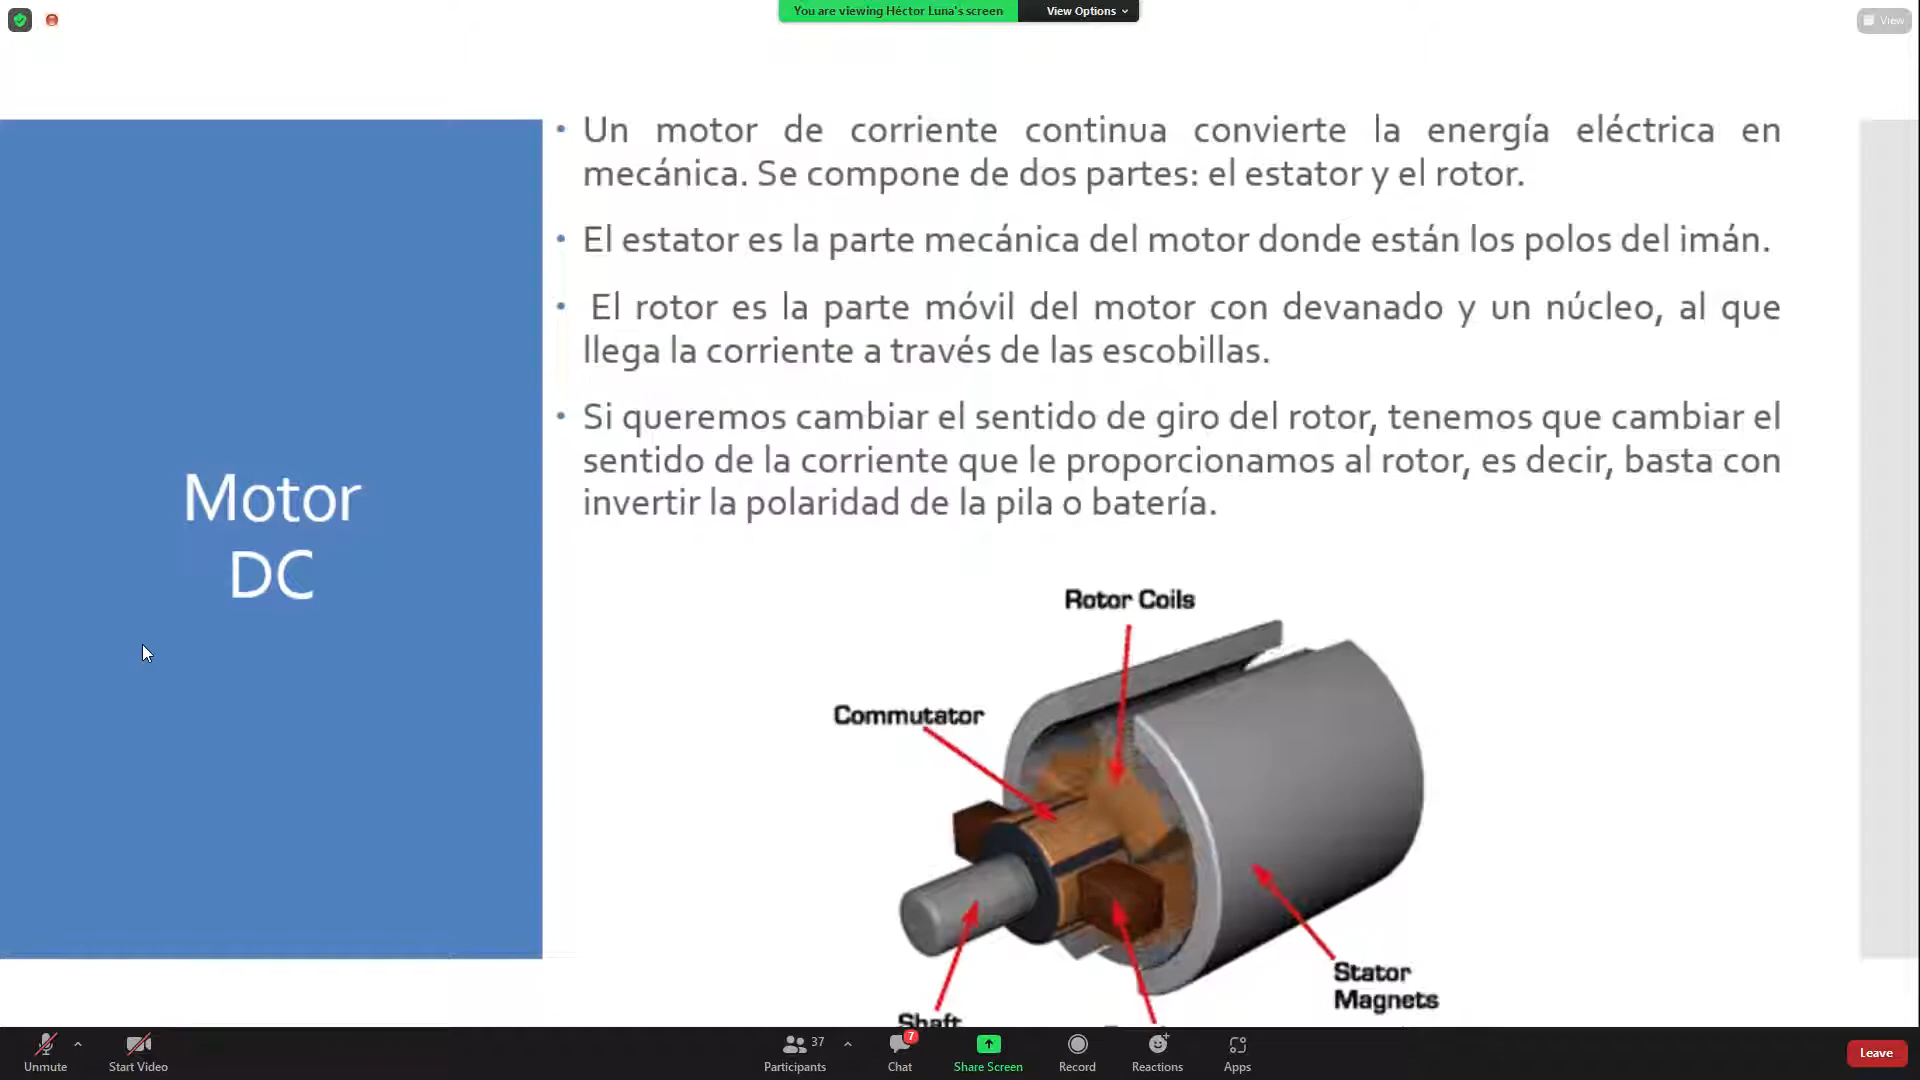 You are viewing Héctor Luna's screen
View Options
View
Motor
DC
• Un motor de corriente continua convierte la energía eléctrica en
mecánica. Se compone de dos partes: el estator y el rotor.
• El estator es la parte mecánica del motor donde están los polos del imán.
• El rotor es la parte móvil del motor con devanado y un núcleo, al que
llega la corriente a través de las escobillas.
• Si queremos cambiar el sentido de giro del rotor, tenemos que cambiar el
sentido de la corriente que le proporcionamos al rotor, es decir, basta con
invertir la polaridad de la pila o batería.
Rotor Coils
Commutator
Stator
Magnets
Shaft
Unmute
Start Video
37
Participants
7
Chat
Share Screen
Record
Reactions
Apps
Leave